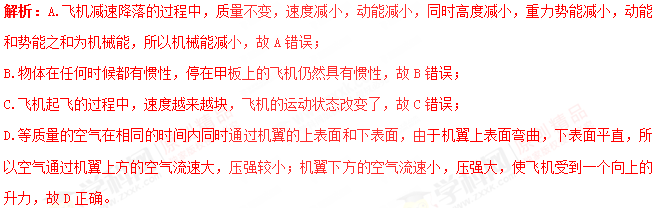 解析：A.飞机减速降落的过程中，质量不变，速度减小，动能减小，同时高度减小，重力势能减小，动能
和势能之和为机械能，所以机械能减小，故 A 错误；
B.物体在任何时候都有惯性，停在甲板上的飞机仍然具有惯性，故 B 错误；
C.飞机起飞的过程中，速度越来越块，飞机的运动状态改变了，故 C 错误；
D.等质量的空气在相同的时间内同时通过机翼的上表面和下表面，由于机翼上表面弯曲，下表面平直，所
以空气通过机翼上方的空气流速大，压强较小；机翼下方的空气流速小，压强大，使飞机受到一个向上的
升力，故 D 正确。